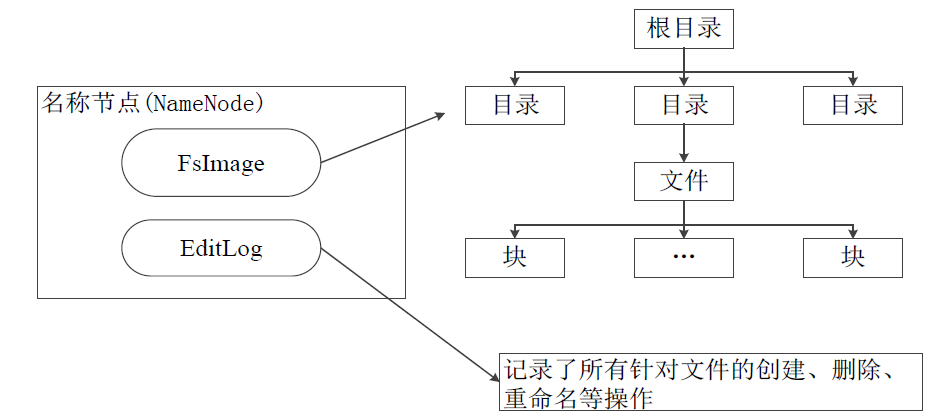 根目录
名称节点(NameNode)
目录
目录
目录
FsImage
文件
EditLog
块
…
块
记录了所有针对文件的创建、删除、
重命名等操作